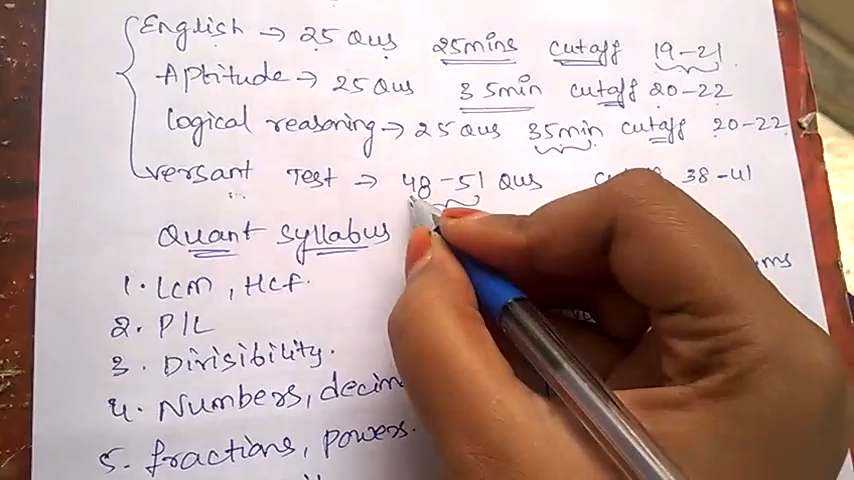 English → 25 Qus 25mins cutoff 19-21
Aptitude → 25 Qus 35min cutoff 20-22
logical reasoning → 25 Qus 35min cutoff 20-22
versant Test → 48-51 Qus 38-41
Quant syllabus
1. Lcm, Hcf.
2. P/L
3. Divisibility.
4. Numbers, decim
5. fractions, powers.